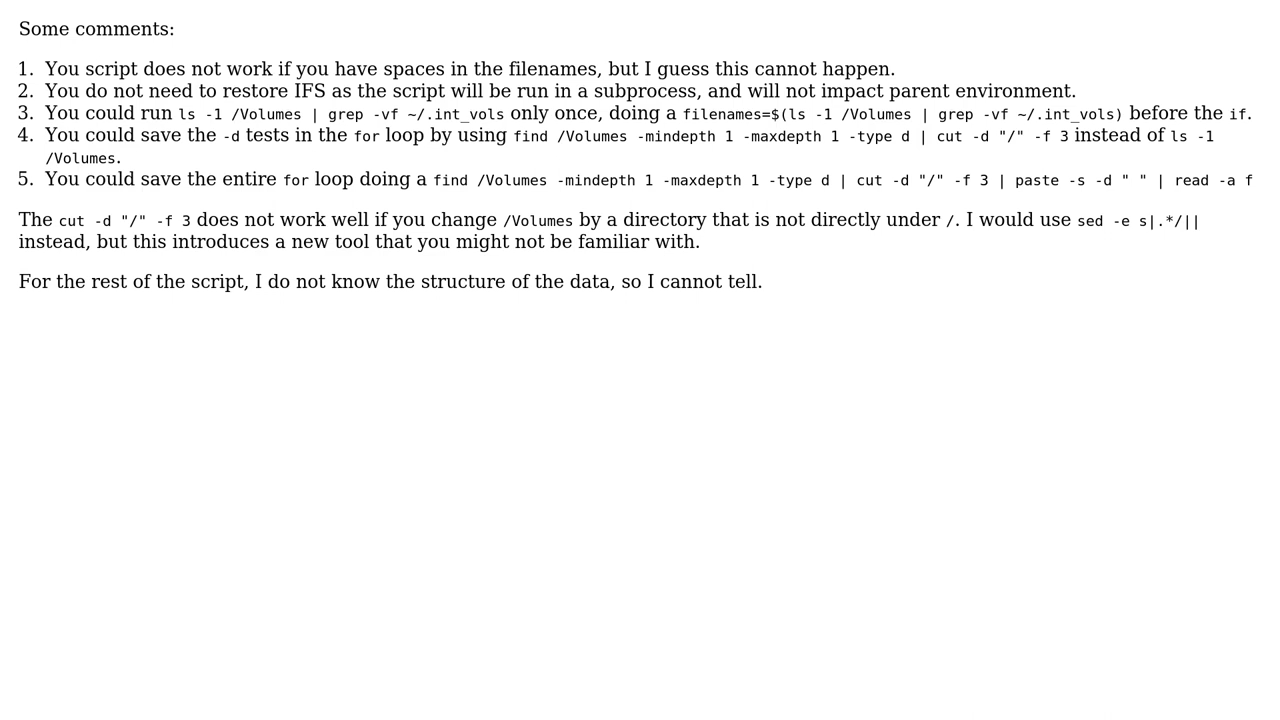 Some comments:
1. You script does not work if you have spaces in the filenames, but I guess this cannot happen.
2. You do not need to restore IFS as the script will be run in a subprocess, and will not impact parent environment.
3. You could run ls -1 /Volumes | grep -vf ~/.int_vols only once, doing a filenames=$(ls -1 /Volumes | grep -vf ~/.int_vols) before the if.
4. You could save the -d tests in the for loop by using find /Volumes -mindepth 1 -maxdepth 1 -type d | cut -d "/" -f 3 instead of ls -1
/Volumes.
5. You could save the entire for loop doing a find /Volumes -mindepth 1 -maxdepth 1 -type d | cut -d "/" -f 3 | paste -s -d " " | read -a f
The cut -d "/" -f 3 does not work well if you change /Volumes by a directory that is not directly under /. I would use sed -e s|.*/||
instead, but this introduces a new tool that you might not be familiar with.
For the rest of the script, I do not know the structure of the data, so I cannot tell.